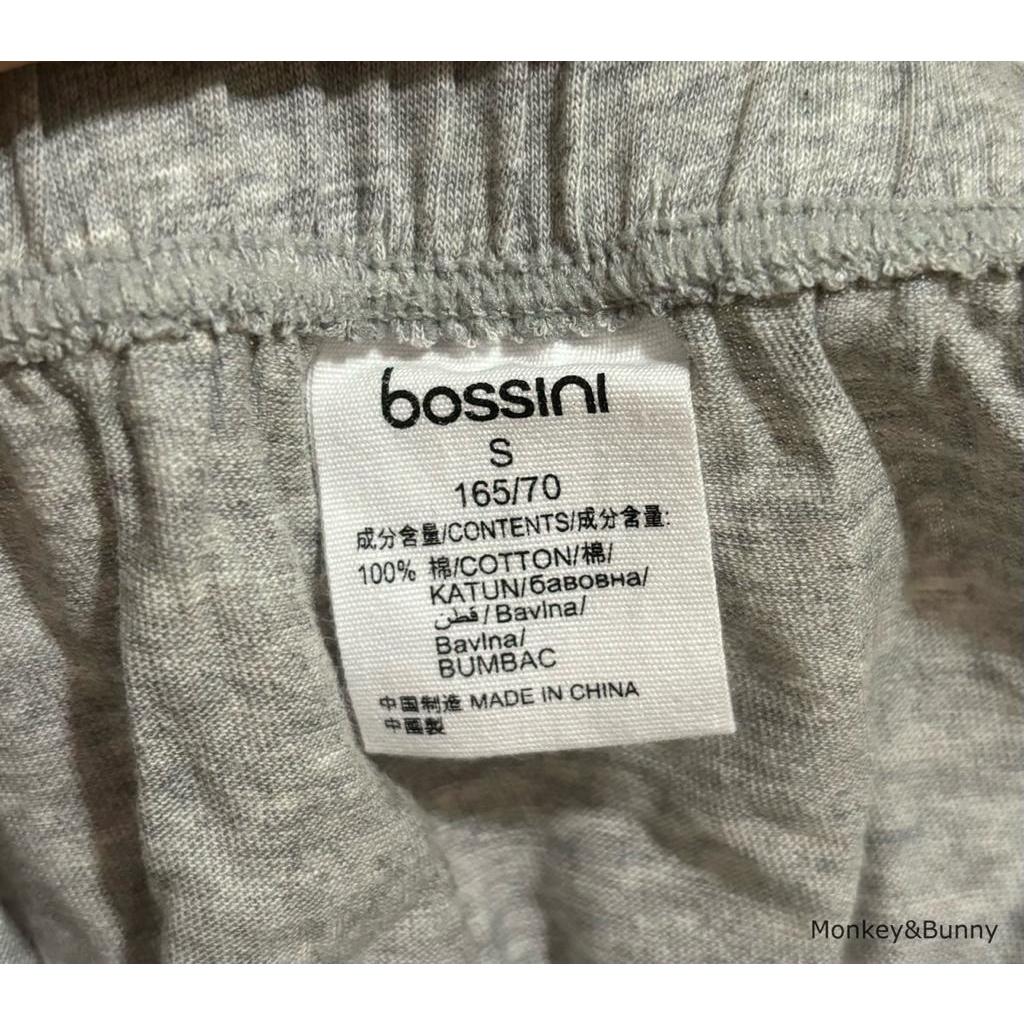 bossini
S
165/70
成分含量/CONTENTS/成分含量:
100% 棉/COTTON/棉/
KATUN/бавовна/
قطن/Bavlna/
Bavlna/
BUMBAC
中国制造 MADE IN CHINA
中國製
Monkey&Bunny